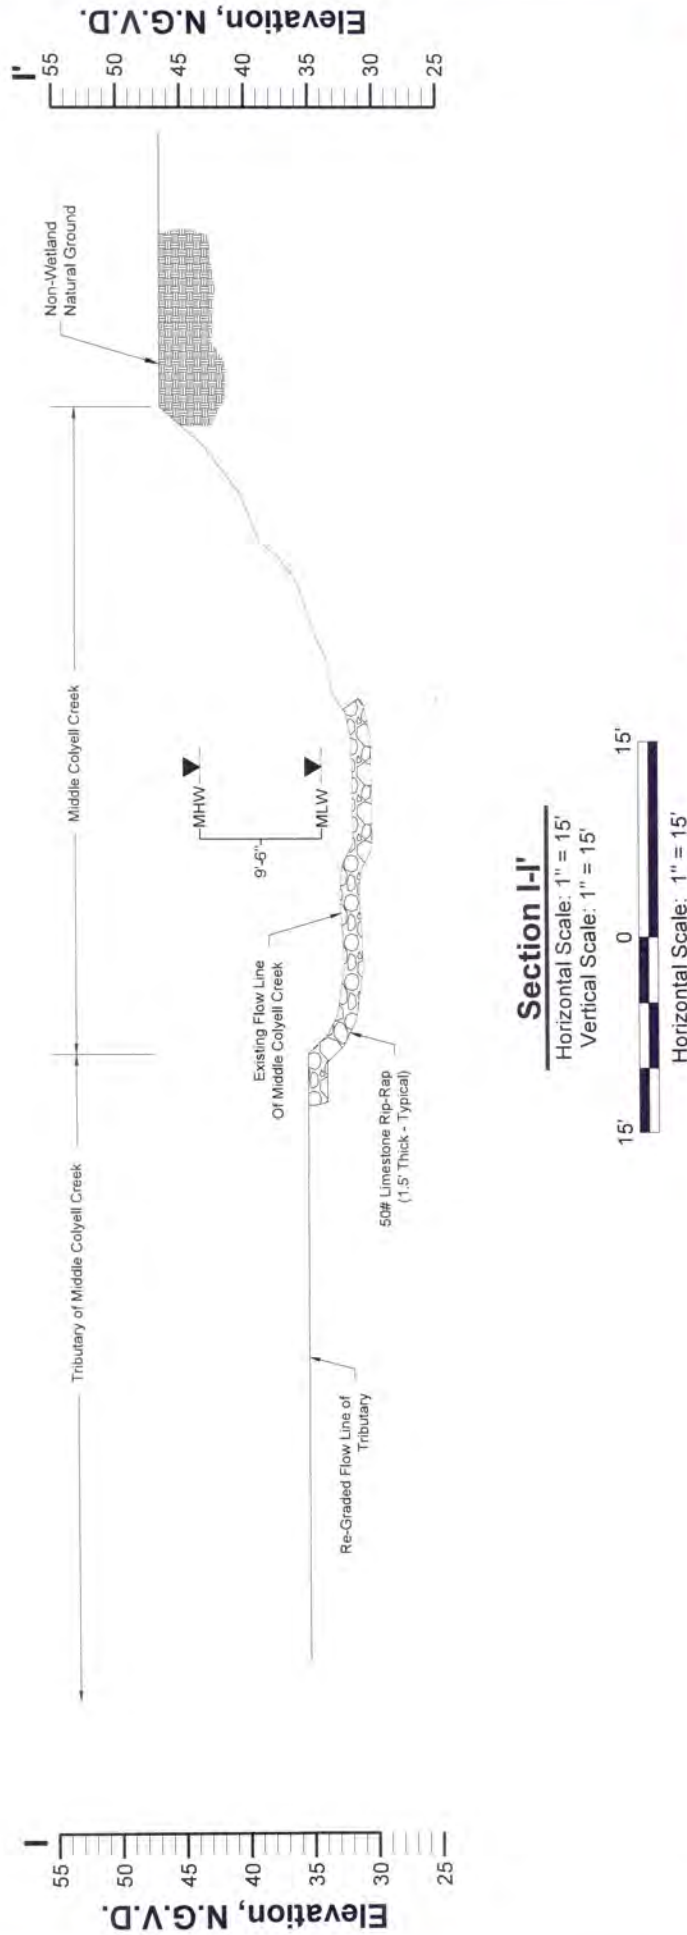 I
I'
Elevation, N.G.V.D.
55
50
45
40
35
30
25
Tributary of Middle Colyell Creek
Middle Colyell Creek
Non-Wetland
Natural Ground
MHW
9'-6"
MLW
Existing Flow Line
Of Middle Colyell Creek
50# Limestone Rip-Rap
(1.5' Thick - Typical)
Re-Graded Flow Line of
Tributary
55
50
45
40
35
30
25
Elevation, N.G.V.D.
Section I-I'
Horizontal Scale: 1" = 15'
Vertical Scale: 1" = 15'
15' 0 15'
Horizontal Scale: 1" = 15'